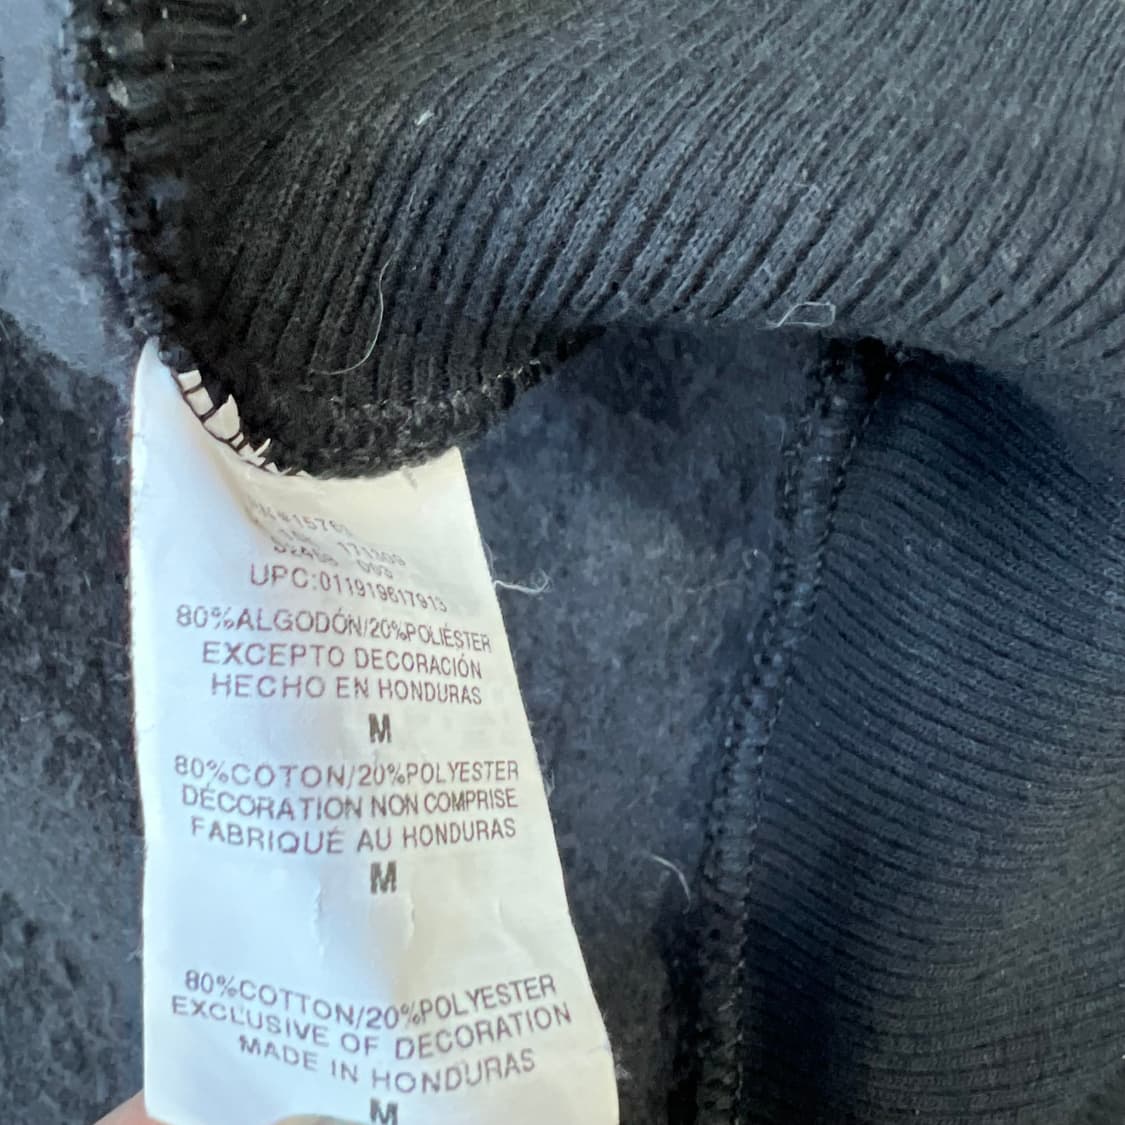 UPC:011919617913
80%ALGODÓN/20%POLIÉSTER
EXCEPTO DECORACIÓN
HECHO EN HONDURAS
M
80%COTON/20%POLYESTER
DÉCORATION NON COMPRISE
FABRIQUÉ AU HONDURAS
M
80%COTTON/20%POLYESTER
EXCLUSIVE OF DECORATION
MADE IN HONDURAS
M